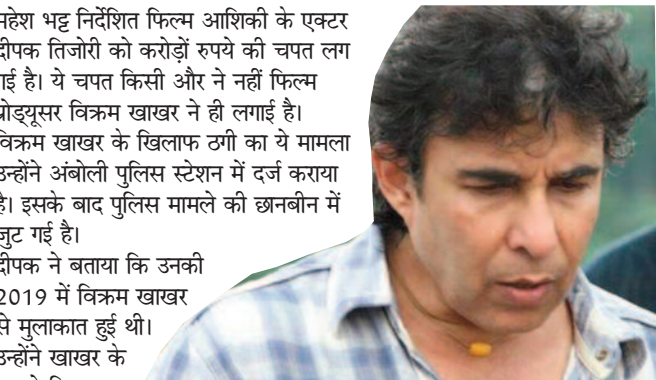 महेश भट्ट निर्देशित फिल्म आशिकी के एक्टर
दीपक तिजोरी को करोड़ों रुपये की चपत लग
गई है। ये चपत किसी और ने नहीं फिल्म
प्रोड्यूसर विक्रम खाखर ने ही लगाई है।
विक्रम खाखर के खिलाफ ठगी का ये मामला
उन्होंने अंबोली पुलिस स्टेशन में दर्ज कराया
है। इसके बाद पुलिस मामले की छानबीन में
जुट गई है।
दीपक ने बताया कि उनकी
2019 में विक्रम खाखर
से मुलाकात हुई थी।
उन्होंने खाखर के